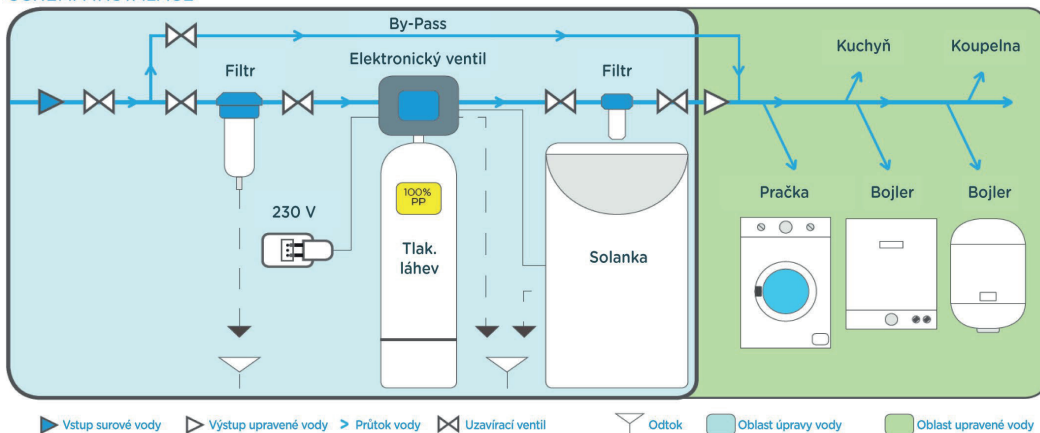 By-Pass
Elektronický ventil
Filtr
Filtr
Kuchyň
Koupelna
230 V
100%
PP
Tlak.
láhev
Solanka
Pračka
Bojler
Bojler
Vstup surové vody
Výstup upravené vody
Průtok vody
Uzavírací ventil
Odtok
Oblast úpravy vody
Oblast upravené vody